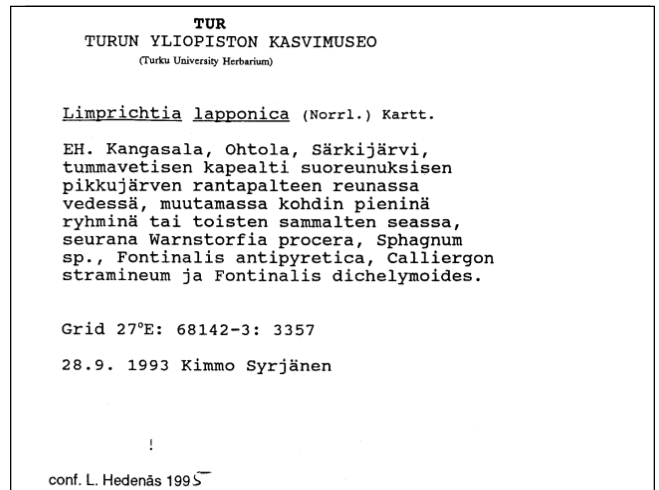 TUR
TURUN YLIOPISTON KASVIMUSEO
(Turku University Herbarium)
Limprichtia lapponica (Norrl.) Kartt.
EH. Kangasala, Ohtola, Särkijärvi,
tummavetisen kapealti suoreunuksisen
pikkujärven rantapalteen reunassa
vedessä, muutamassa kohdin pieninä
ryhminä tai toisten sammalten seassa,
seurana Warnstorfia procera, Sphagnum
sp., Fontinalis antipyretica, Calliergon
stramineum ja Fontinalis dichelymoides.
Grid 27°E: 68142-3: 3357
28.9. 1993 Kimmo Syrjänen
!
conf. L. Hedenäs 1995